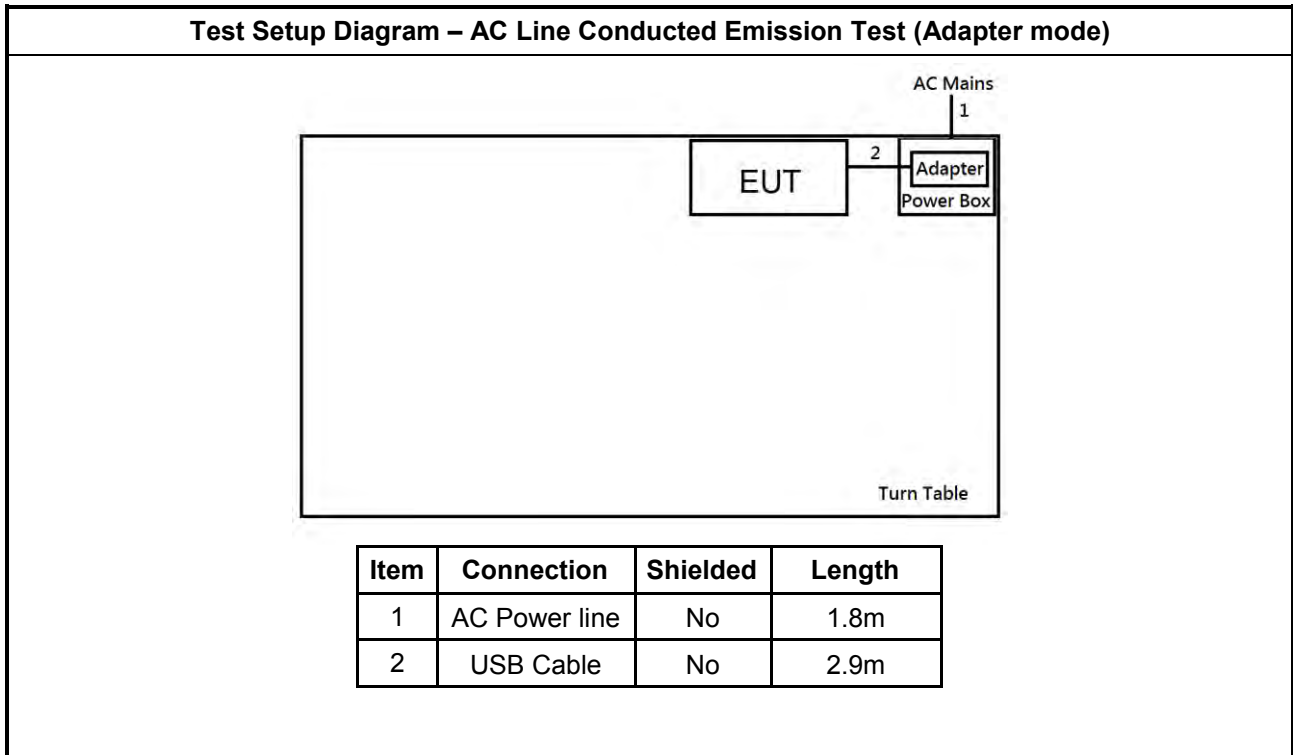 Test Setup Diagram – AC Line Conducted Emission Test (Adapter mode)
AC Mains
1
2
EUT
Adapter
Power Box
Turn Table
Item Connection Shielded Length
1 AC Power line No 1.8m
2 USB Cable No 2.9m